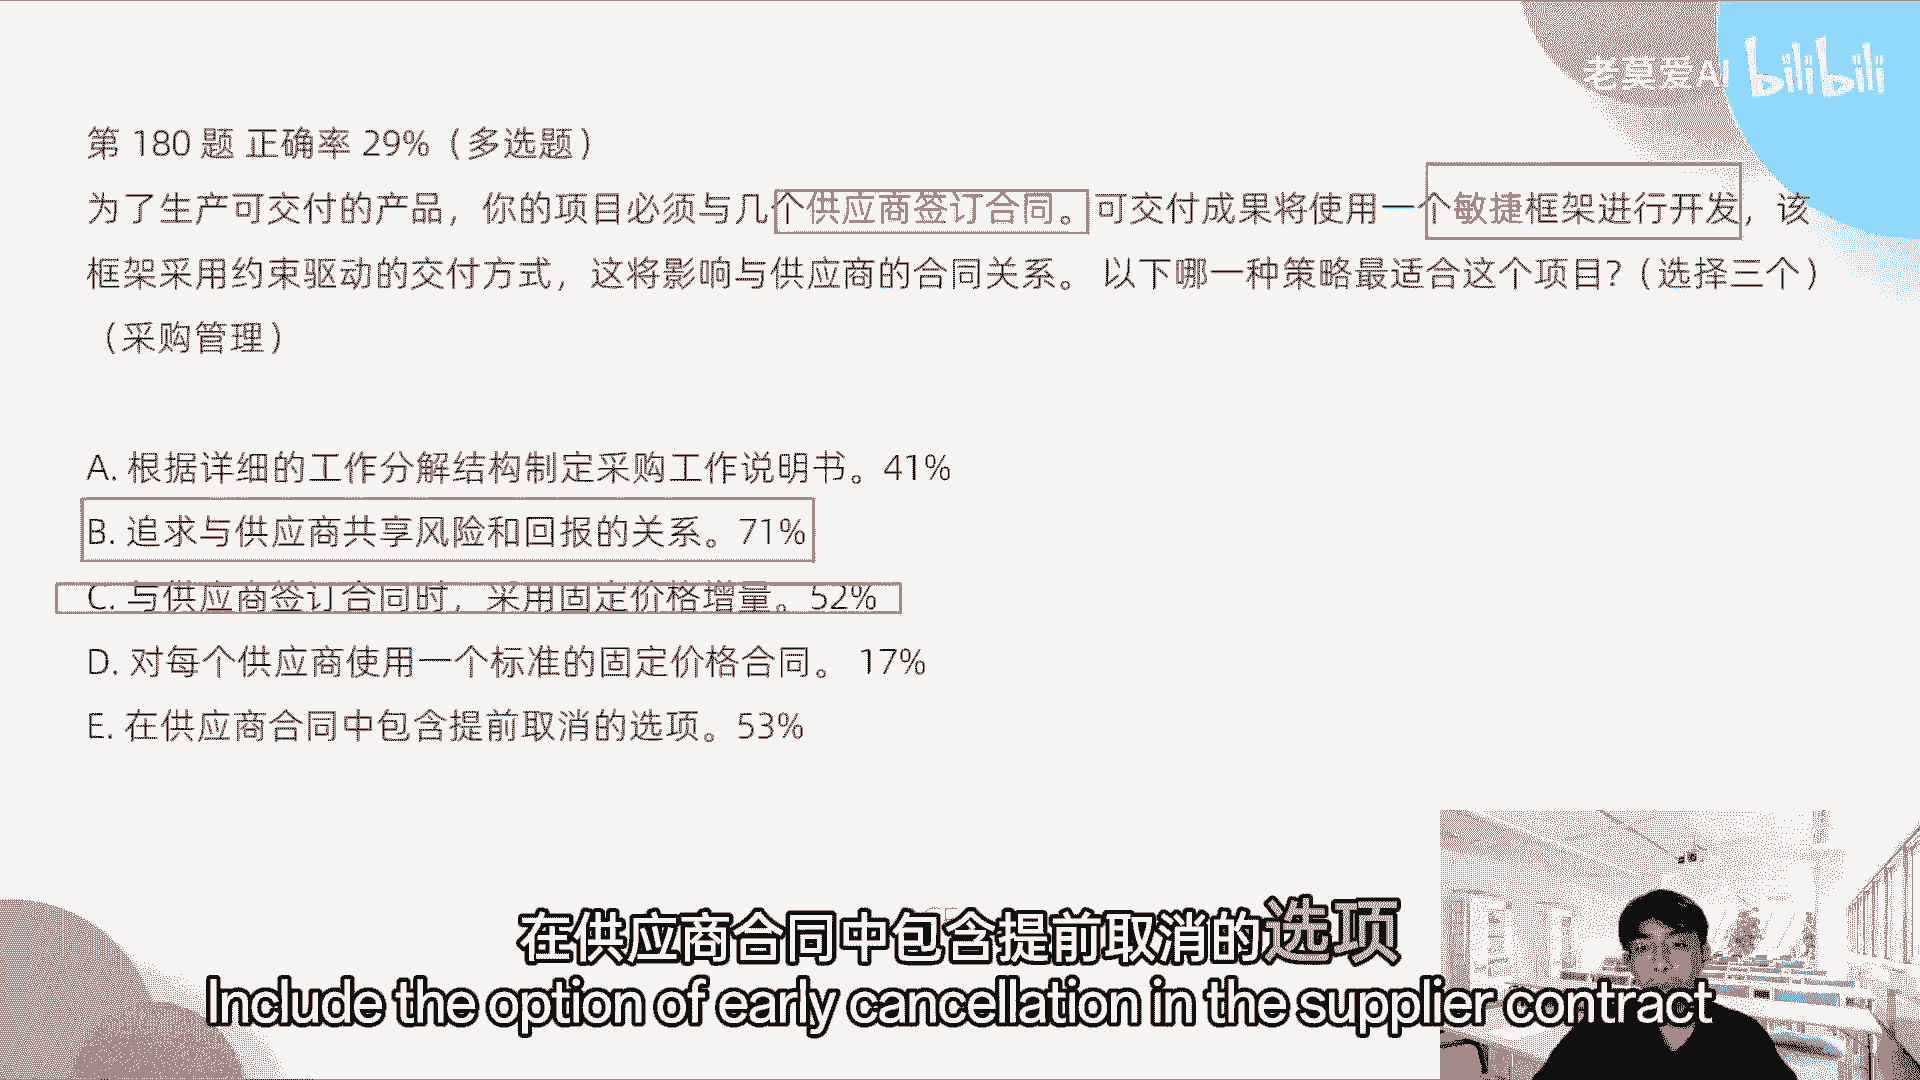 老莫爱AI bilibili
第 180 题 正确率 29%（多选题）
为了生产可交付的产品，你的项目必须与几个供应商签订合同。可交付成果将使用一个敏捷框架进行开发，该
框架采用约束驱动的交付方式，这将影响与供应商的合同关系。 以下哪一种策略最适合这个项目?（选择三个）
（采购管理）
A. 根据详细的工作分解结构制定采购工作说明书。41%
B. 追求与供应商共享风险和回报的关系。71%
C. 与供应商签订合同时，采用固定价格增量。52%
D. 对每个供应商使用一个标准的固定价格合同。 17%
E. 在供应商合同中包含提前取消的选项。53%
在供应商合同中包含提前取消的选项
Include the option of early cancellation in the supplier contract